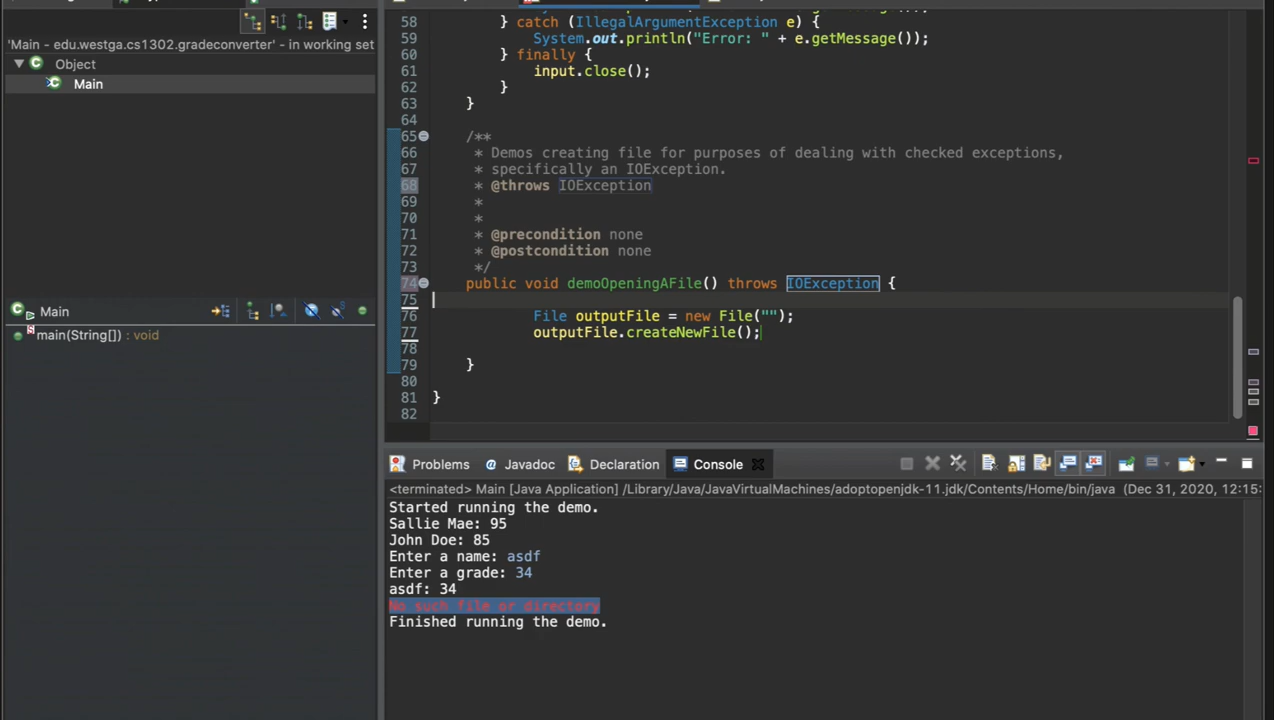 'Main - edu.westga.cs1302.gradeconverter' - in working set
Object
Main
Main
main(String[]) : void
58 } catch (IllegalArgumentException e) {
59 System.out.println("Error: " + e.getMessage());
60 } finally {
61 input.close();
62 }
63 }
64
65 /**
66 * Demos creating file for purposes of dealing with checked exceptions,
67 * specifically an IOException.
68 * @throws IOException
69 *
70 *
71 * @precondition none
72 * @postcondition none
73 */
74 public void demoOpeningAFile() throws IOException {
75
76 File outputFile = new File("");
77 outputFile.createNewFile();
78
79 }
80
81 }
82
Problems @ Javadoc Declaration Console
<terminated> Main [Java Application] /Library/Java/JavaVirtualMachines/adoptopenjdk-11.jdk/Contents/Home/bin/java (Dec 31, 2020, 12:15:
Started running the demo.
Sallie Mae: 95
John Doe: 85
Enter a name: asdf
Enter a grade: 34
asdf: 34
No such file or directory
Finished running the demo.